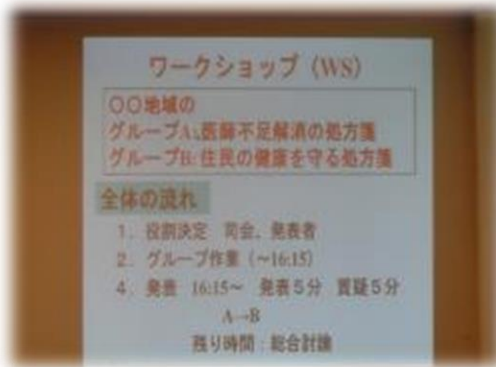 ワークショップ（WS）
〇〇地域の
グループA:医師不足解消の処方箋
グループB:住民の健康を守る処方箋
全体の流れ
1. 役割決定 司会、発表者
2. グループ作業（～16:15）
4. 発表 16:15～ 発表5分 質疑5分
A→B
残り時間：総合討論